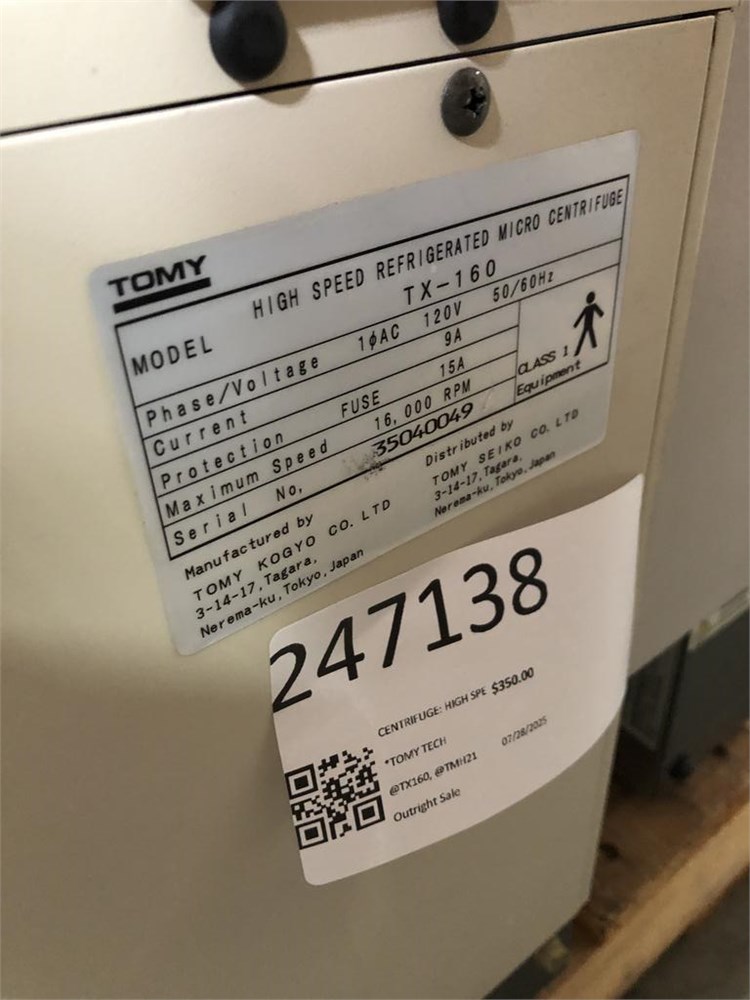 TOMY
HIGH SPEED REFRIGERATED MICRO CENTRIFUGE
MODEL TX-160
Phase/Voltage 1φAC 120V 50/60Hz
Current 9A
Protection FUSE 15A
Maximum Speed 16,000 RPM
Serial No, 35040049
CLASS 1
Equipment
Manufactured by
TOMY KOGYO CO. LTD
3-14-17, Tagara,
Nerema-ku, Tokyo, Japan
Distributed by
TOMY SEIKO CO. LTD
3-14-17, Tagara,
Nerema-ku, Tokyo, Japan
247138
CENTRIFUGE: HIGH SPE $350.00
*TOMY TECH 07/28/2025
@TX160, @TMH21
Outright Sale